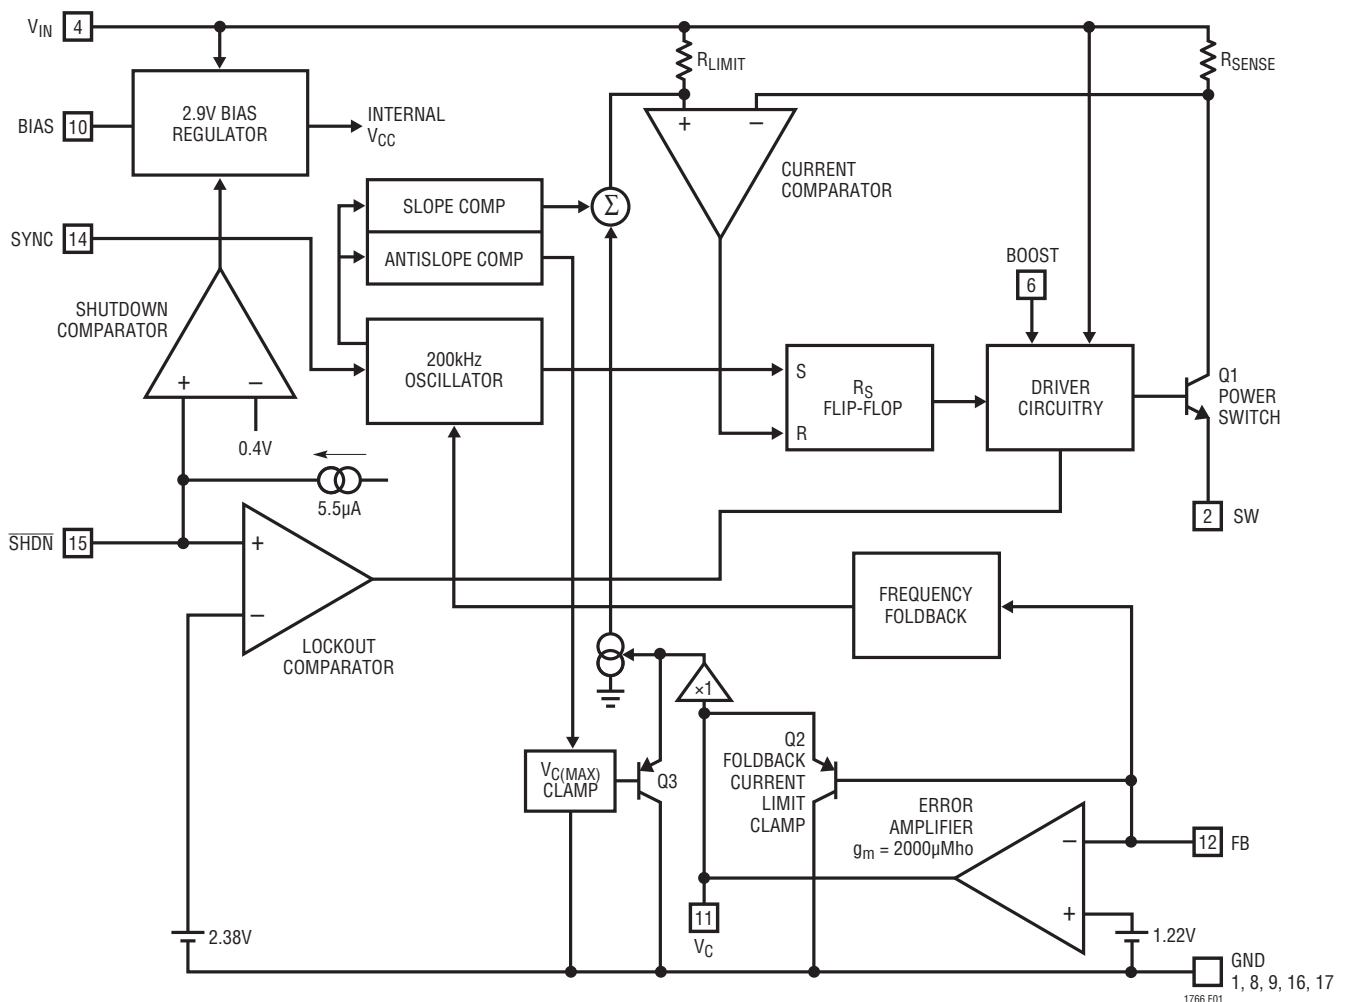 VIN 4
RLIMIT
RSENSE
2.9V BIAS
REGULATOR
INTERNAL
VCC
BIAS 10
+ −
CURRENT
COMPARATOR
SLOPE COMP
Σ
ANTISLOPE COMP
SYNC 14
BOOST
6
SHUTDOWN
COMPARATOR
+ −
0.4V
200kHz
OSCILLATOR
S
R
RS
FLIP-FLOP
DRIVER
CIRCUITRY
Q1
POWER
SWITCH
5.5µA
2 SW
SHDN 15
+
−
LOCKOUT
COMPARATOR
FREQUENCY
FOLDBACK
×1
VC(MAX)
CLAMP
Q3
Q2
FOLDBACK
CURRENT
LIMIT
CLAMP
ERROR
AMPLIFIER
gm = 2000µMho
−
+
12 FB
11
VC
2.38V
1.22V
GND
1, 8, 9, 16, 17
1766 F01